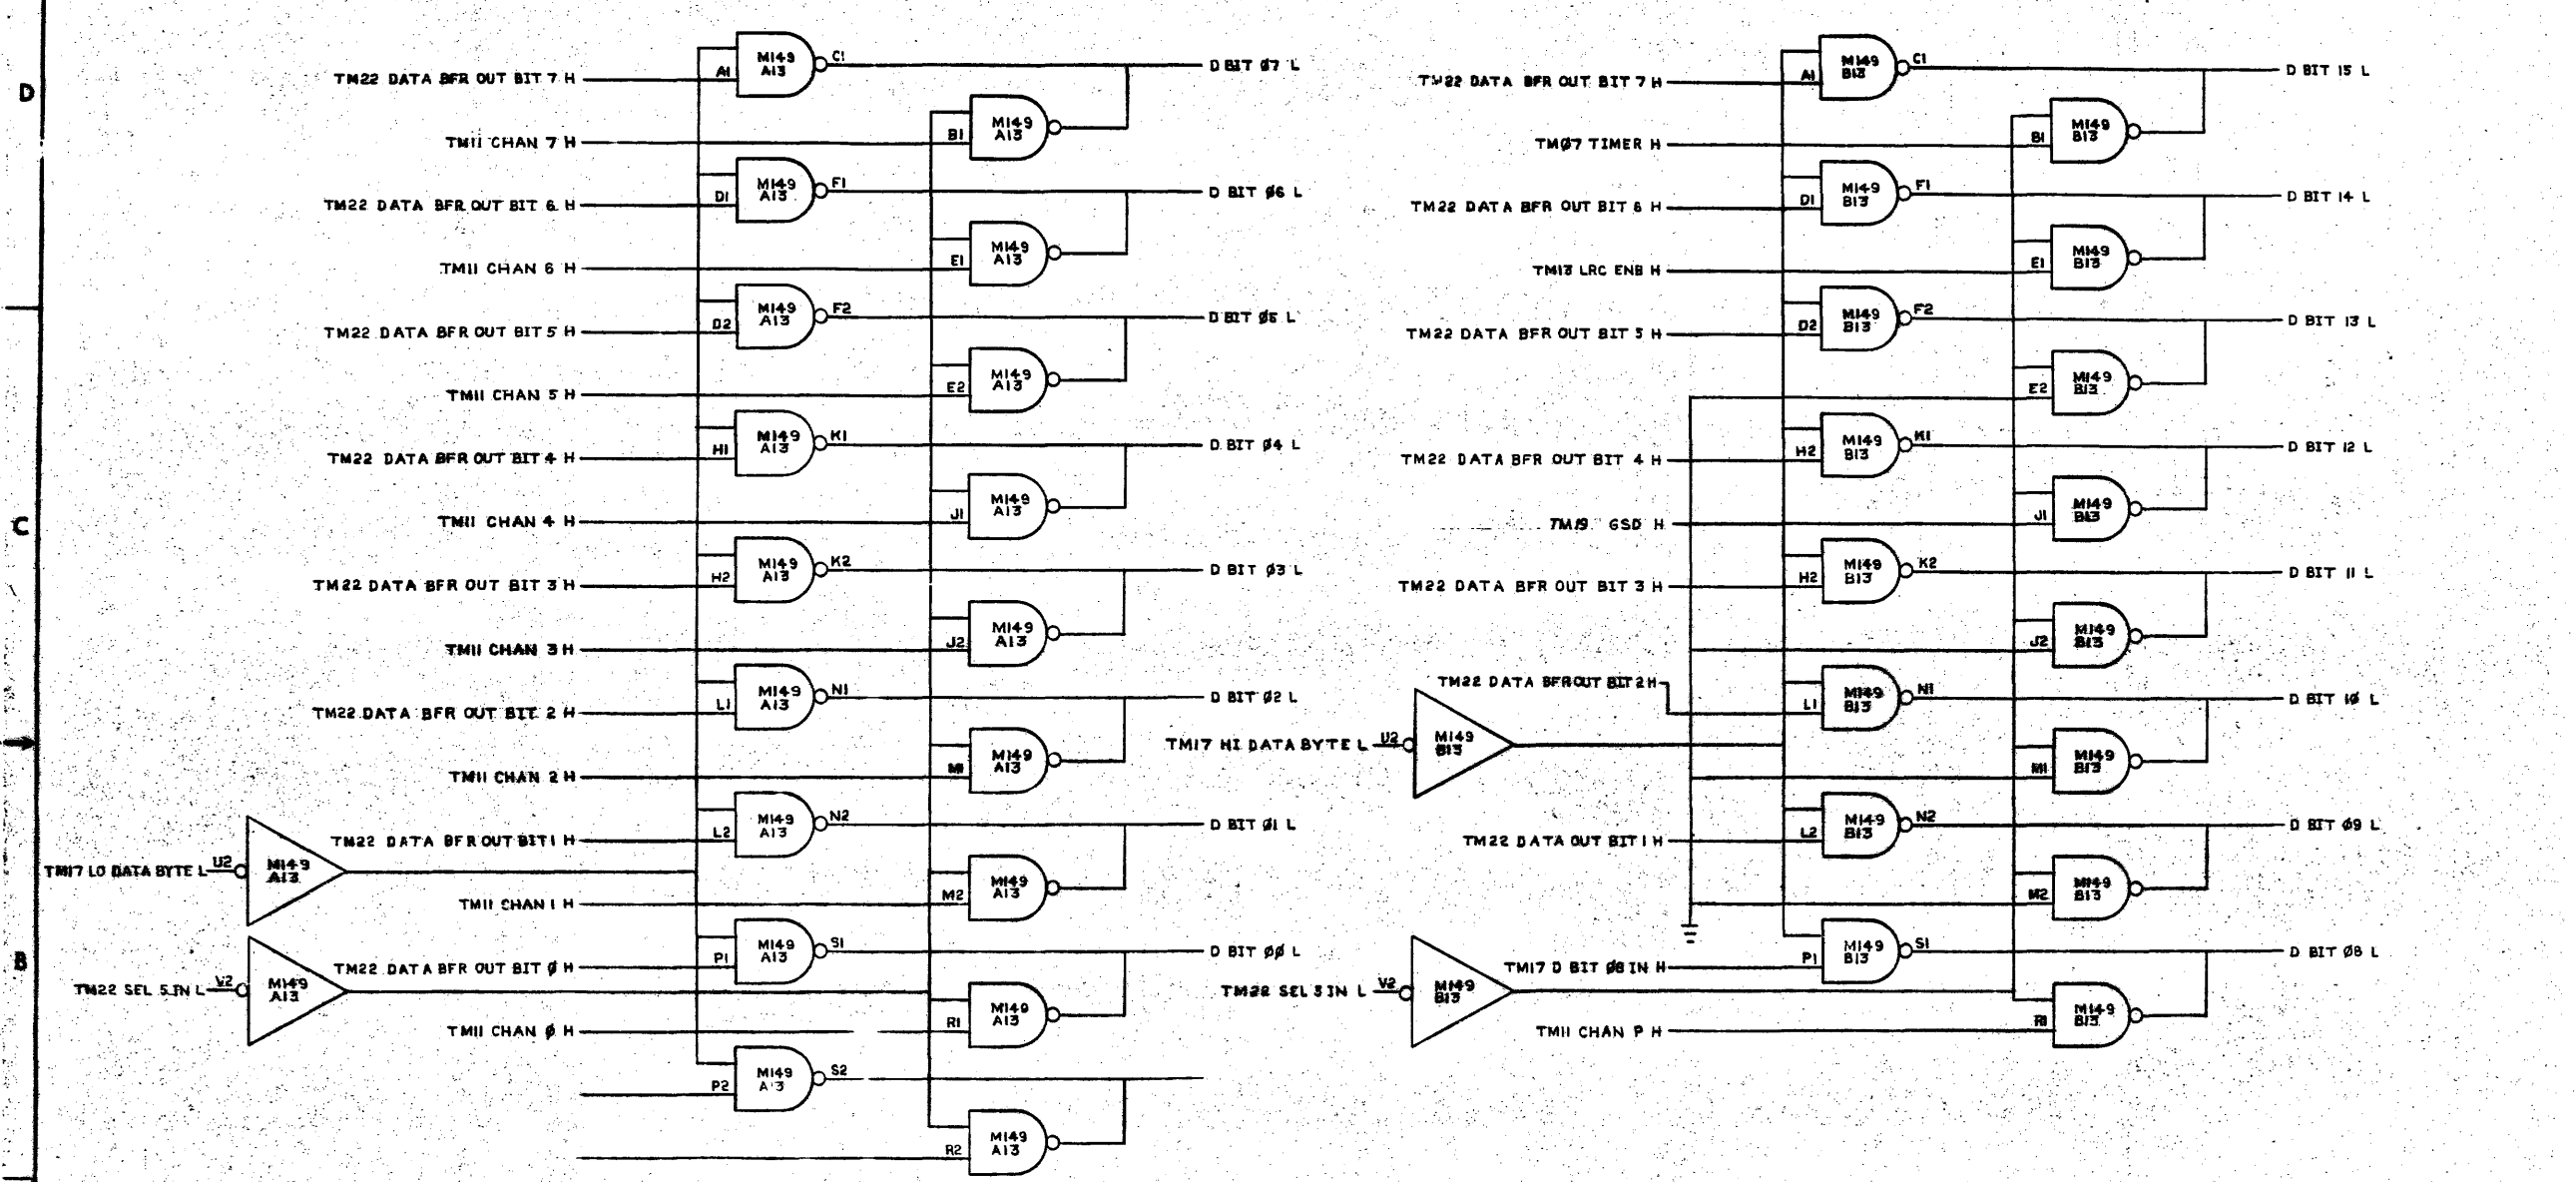 D
C
B
M149
A13
A1
C1
TM22 DATA BFR OUT BIT 7 H
D BIT Ø7 L
M149
A13
B1
TM11 CHAN 7 H
M149
A13
D1
F1
TM22 DATA BFR OUT BIT 6 H
D BIT Ø6 L
M149
A13
E1
TM11 CHAN 6 H
M149
A13
D2
F2
TM22 DATA BFR OUT BIT 5 H
D BIT Ø5 L
M149
A13
E2
TM11 CHAN 5 H
M149
A13
H1
K1
TM22 DATA BFR OUT BIT 4 H
D BIT Ø4 L
M149
A13
J1
TM11 CHAN 4 H
M149
A13
H2
K2
TM22 DATA BFR OUT BIT 3 H
D BIT Ø3 L
M149
A13
J2
TM11 CHAN 3 H
M149
A13
L1
N1
TM22 DATA BFR OUT BIT 2 H
D BIT Ø2 L
M149
A13
M1
TM11 CHAN 2 H
M149
A13
L2
N2
TM22 DATA BFR OUT BIT 1 H
D BIT Ø1 L
TM17 LO DATA BYTE L
U2
M149
A13
M149
A13
M2
TM11 CHAN 1 H
M149
A13
P1
S1
TM22 DATA BFR OUT BIT Ø H
D BIT ØØ L
TM22 SEL 5 IN L
V2
M149
A13
M149
A13
R1
TM11 CHAN Ø H
M149
A13
P2
S2
M149
A13
R2
M149
B13
A1
C1
TM22 DATA BFR OUT BIT 7 H
D BIT 15 L
M149
B13
B1
TMØ7 TIMER H
M149
B13
D1
F1
TM22 DATA BFR OUT BIT 6 H
D BIT 14 L
M149
B13
E1
TM13 LRC ENB H
M149
B13
D2
F2
TM22 DATA BFR OUT BIT 5 H
D BIT 13 L
M149
B13
E2
M149
B13
H2
K1
TM22 DATA BFR OUT BIT 4 H
D BIT 12 L
M149
B13
J1
TM19 GSD H
M149
B13
H2
K2
TM22 DATA BFR OUT BIT 3 H
D BIT 11 L
M149
B13
J2
TM22 DATA BFR OUT BIT 2 H
M149
B13
L1
N1
D BIT 1Ø L
TM17 HI DATA BYTE L
U2
M149
B13
M149
B13
M1
M149
B13
L2
N2
TM22 DATA OUT BIT 1 H
D BIT Ø9 L
M149
B13
M2
M149
B13
P1
S1
TM17 D BIT Ø8 IN H
D BIT Ø8 L
TM22 SEL 5 IN L
V2
M149
B13
M149
B13
R1
TM11 CHAN P H